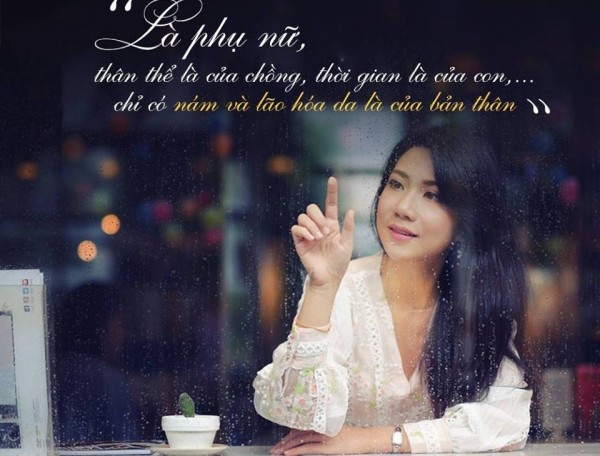 “ Là phụ nữ,
thân thể là của chồng, thời gian là của con,...
chỉ có nám và lão hóa da là của bản thân ”